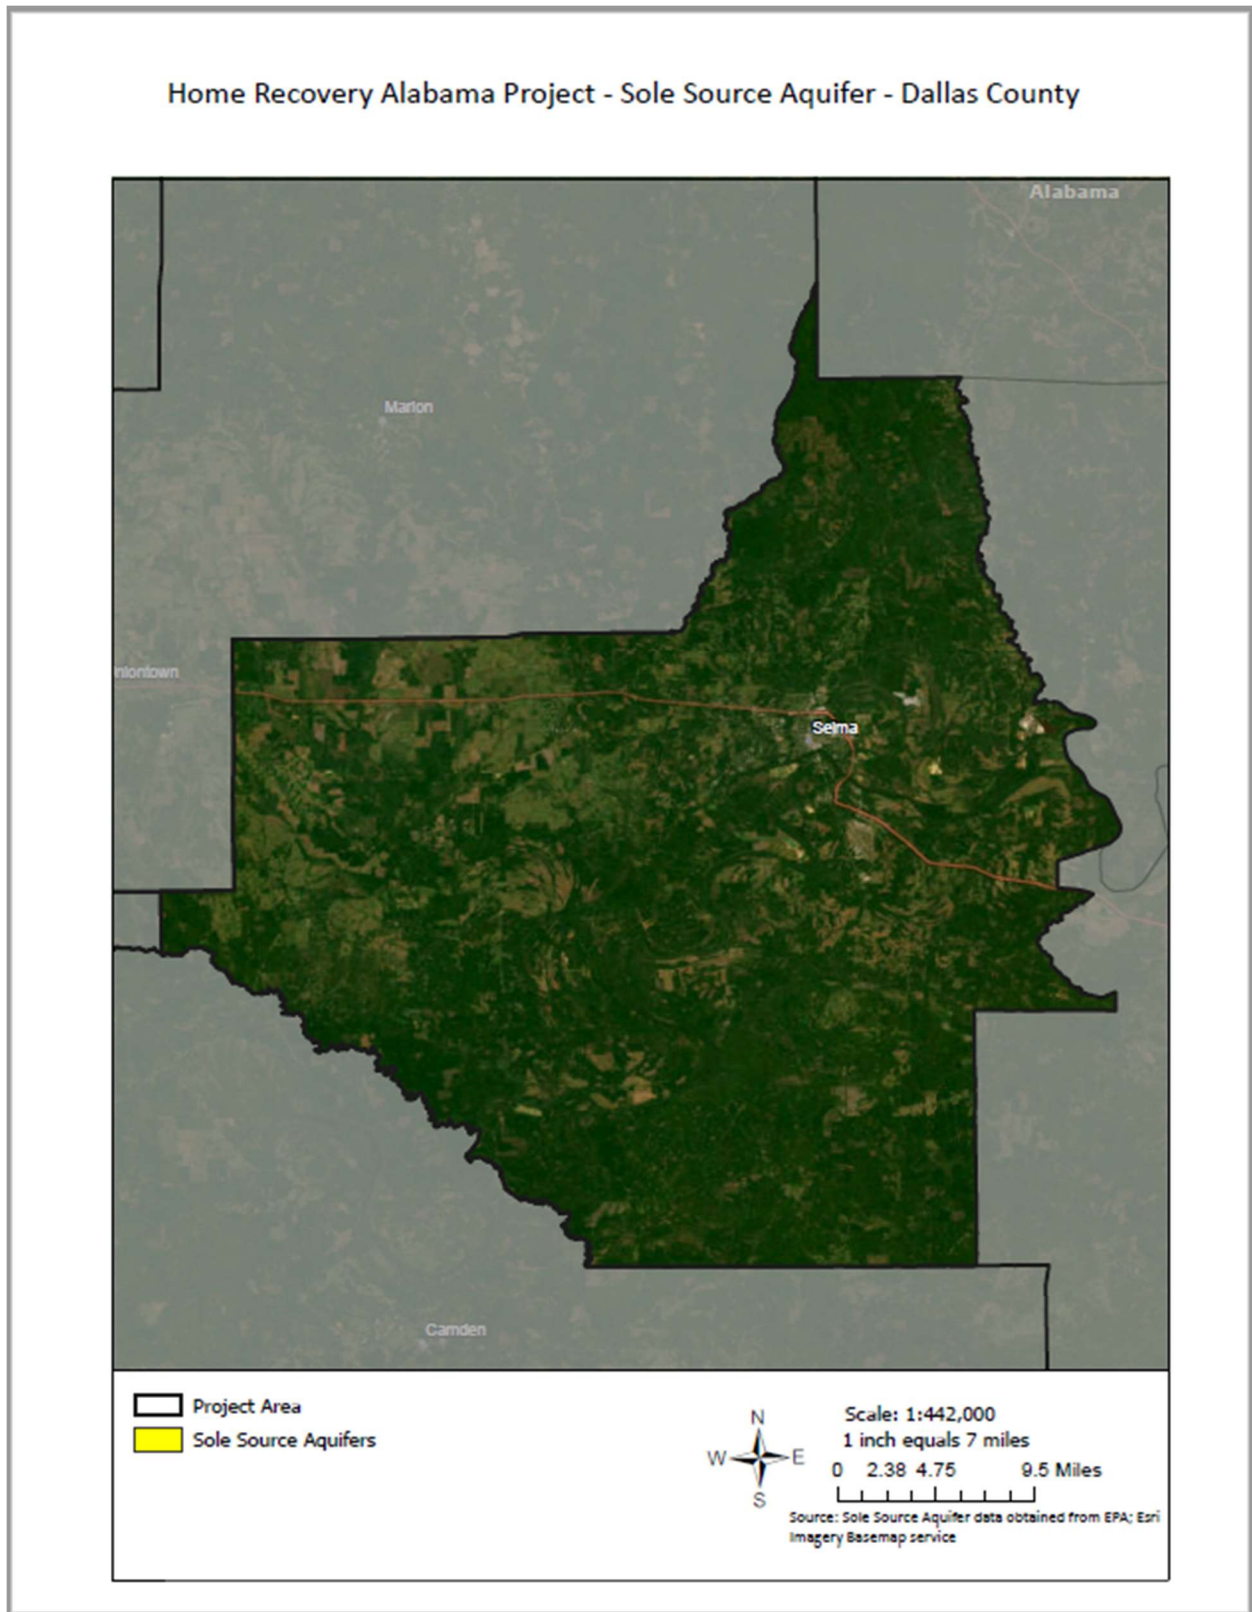 Home Recovery Alabama Project - Sole Source Aquifer - Dallas County
Alabama
Marion
niontown
Selma
Camden
Project Area
Sole Source Aquifers
N
W E
S
Scale: 1:442,000
1 inch equals 7 miles
0 2.38 4.75 9.5 Miles
Source: Sole Source Aquifer data obtained from EPA; Esri
Imagery Basemap service